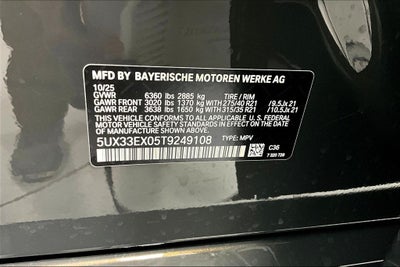 MFD BY BAYERISCHE MOTOREN WERKE AG
10/25
GVWR 6360 lbs 2885 kg TIRE / RIM
GAWR FRONT 3020 lbs 1370 kg with 275/40 R21 /9.5Jx 21
GAWR REAR 3638 lbs 1650 kg with 315/35 R21 /10.5Jx 21
THIS VEHICLE CONFORMS TO ALL APPLICABLE U.S. FEDERAL
MOTOR VEHICLE SAFETY STANDARDS IN EFFECT
ON THE DATE OF MANUFACTURE SHOWN ABOVE.
5UX33EX05T9249108 TYPE: MPV
C36